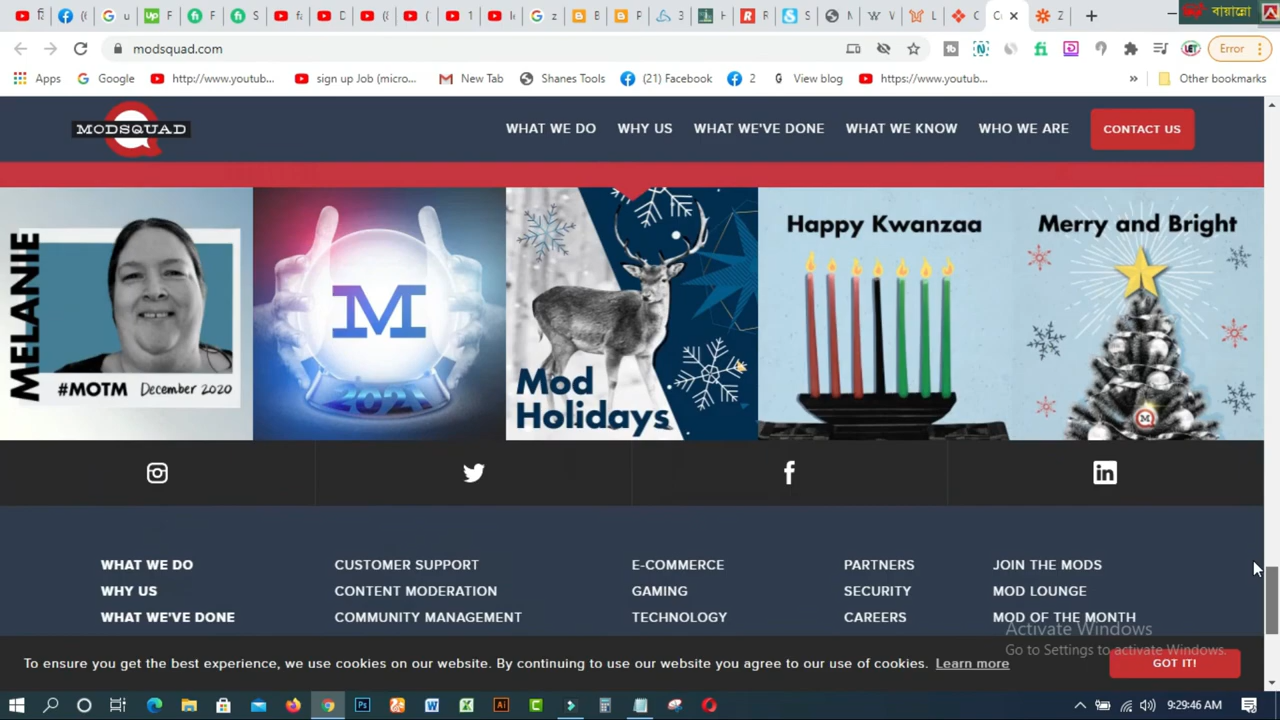 বায়ান্নো
modsquad.com
Error
Apps Google http://www.youtub... sign up Job (micro... New Tab Shanes Tools (21) Facebook 2 View blog https://www.youtub... » Other bookmarks
MODSQUAD WHAT WE DO WHY US WHAT WE'VE DONE WHAT WE KNOW WHO WE ARE CONTACT US
MELANIE
#MOTM December 2020
M
2021
Mod
Holidays
Happy Kwanzaa
Merry and Bright
WHAT WE DO CUSTOMER SUPPORT E-COMMERCE PARTNERS JOIN THE MODS
WHY US CONTENT MODERATION GAMING SECURITY MOD LOUNGE
WHAT WE'VE DONE COMMUNITY MANAGEMENT TECHNOLOGY CAREERS MOD OF THE MONTH
Activate Windows
Go to Settings to activate Windows.
To ensure you get the best experience, we use cookies on our website. By continuing to use our website you agree to our use of cookies. Learn more GOT IT!
9:29:46 AM